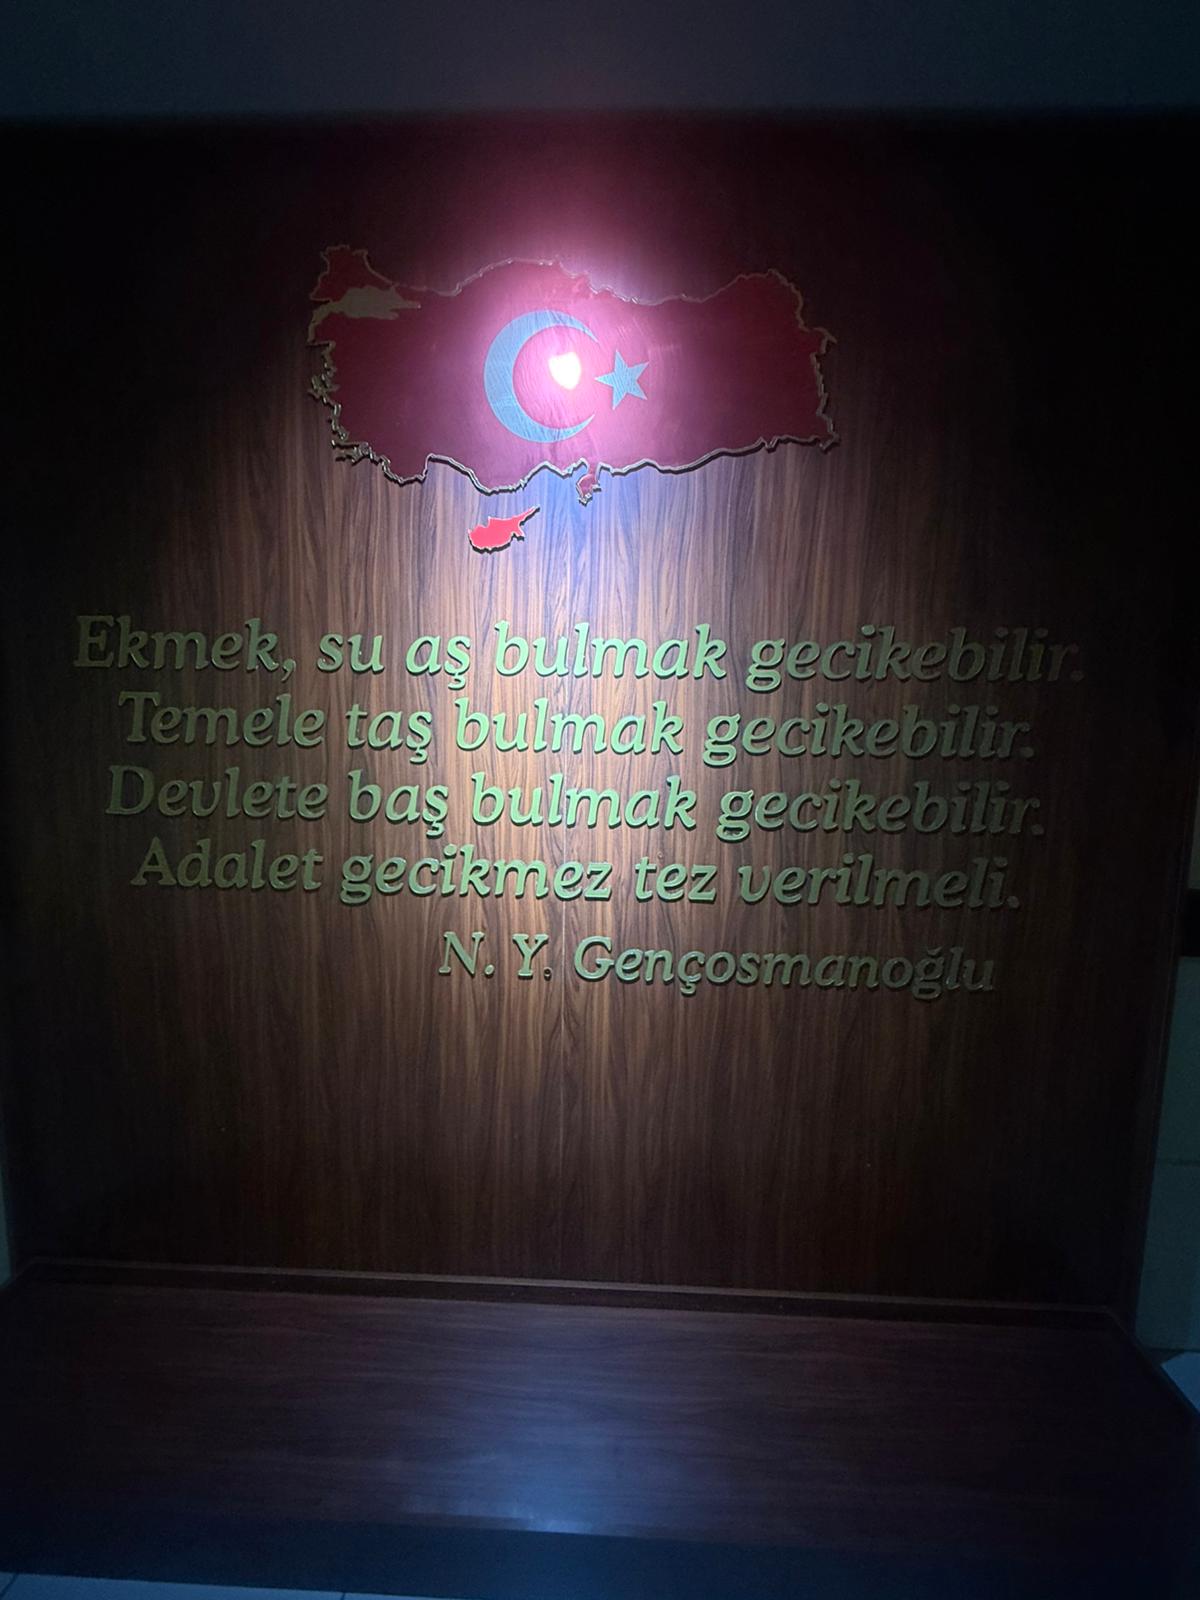 Ekmek, su aş bulmak gecikebilir.
Temele taş bulmak gecikebilir.
Devlete baş bulmak gecikebilir.
Adalet gecikmez tez verilmeli.
N. Y. Gençosmanoğlu